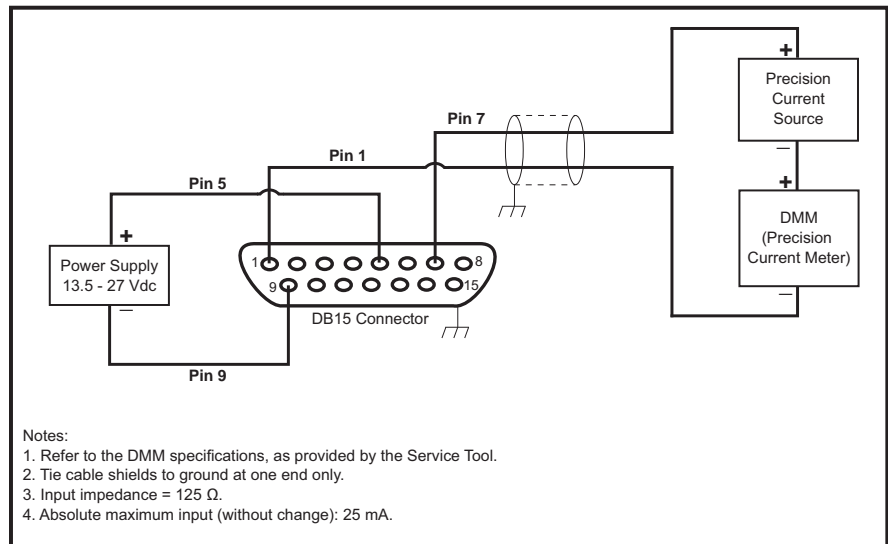 Pin 7
Pin 1
Pin 5
Pin 9
+
Precision
Current
Source
–
+
DMM
(Precision
Current Meter)
–
+
Power Supply
13.5 - 27 Vdc
–
1
8
9
15
DB15 Connector
Notes:
1. Refer to the DMM specifications, as provided by the Service Tool.
2. Tie cable shields to ground at one end only.
3. Input impedance = 125 Ω.
4. Absolute maximum input (without change): 25 mA.